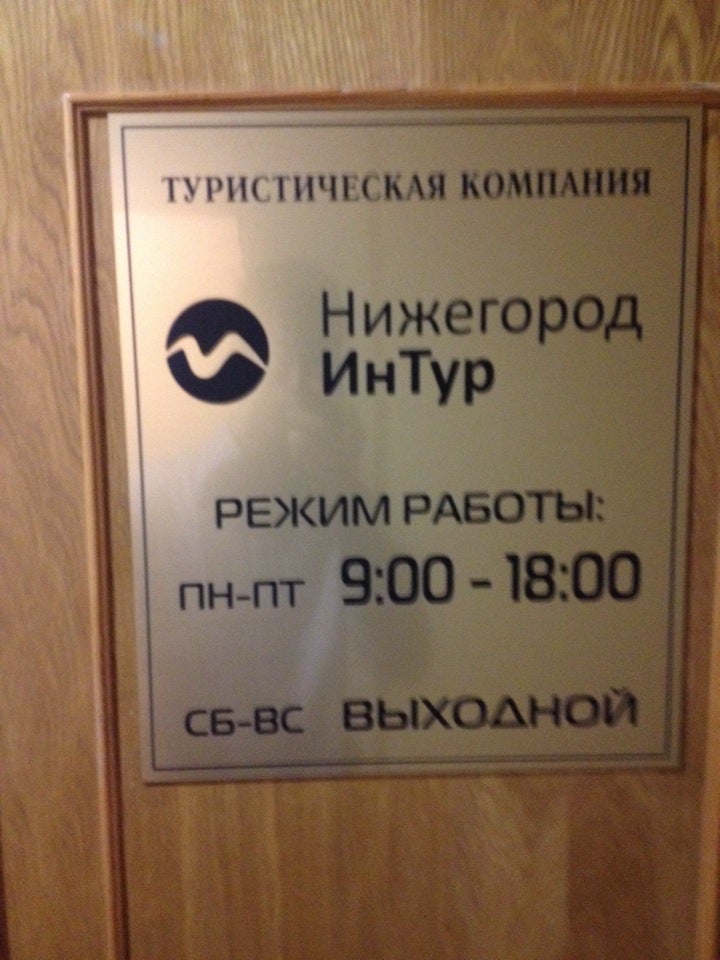 ТУРИСТИЧЕСКАЯ КОМПАНИЯ
Нижегород
ИнТур
РЕЖИМ РАБОТЫ:
ПН-ПТ 9:00 - 18:00
СБ-ВС ВЫХОДНОЙ